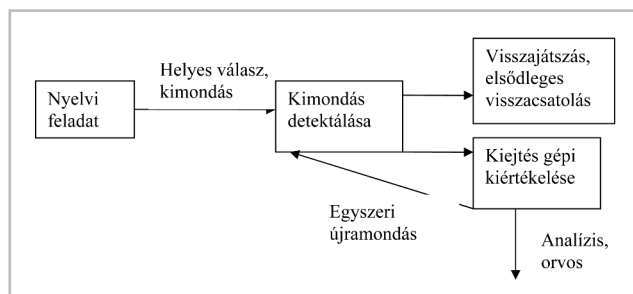 Nyelvi
feladat
Helyes válasz,
kimondás
Kimondás
detektálása
Visszajátszás,
elsődleges
visszacsatolás
Kiejtés gépi
kiértékelése
Egyszeri
újramondás
Analízis,
orvos